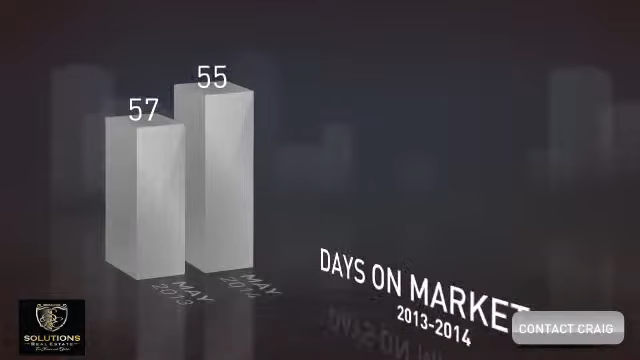 55
57
MAY
2013
MAY
2014
DAYS ON MARKET
2013-2014
CONTACT CRAIG
SOLUTIONS
REAL ESTATE